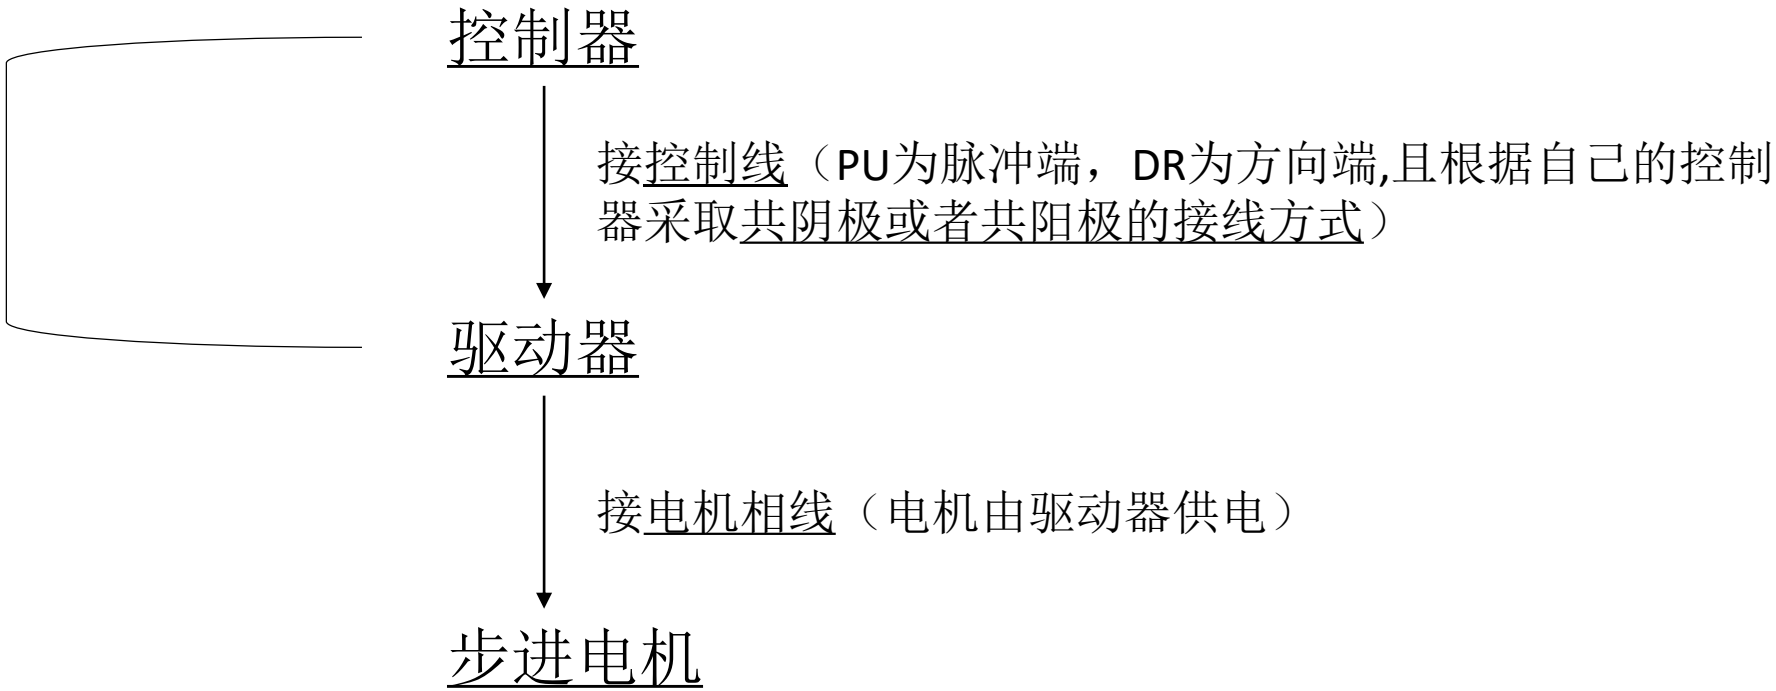 控制器
接控制线（PU为脉冲端，DR为方向端,且根据自己的控制
器采取共阴极或者共阳极的接线方式）
驱动器
接电机相线（电机由驱动器供电）
步进电机